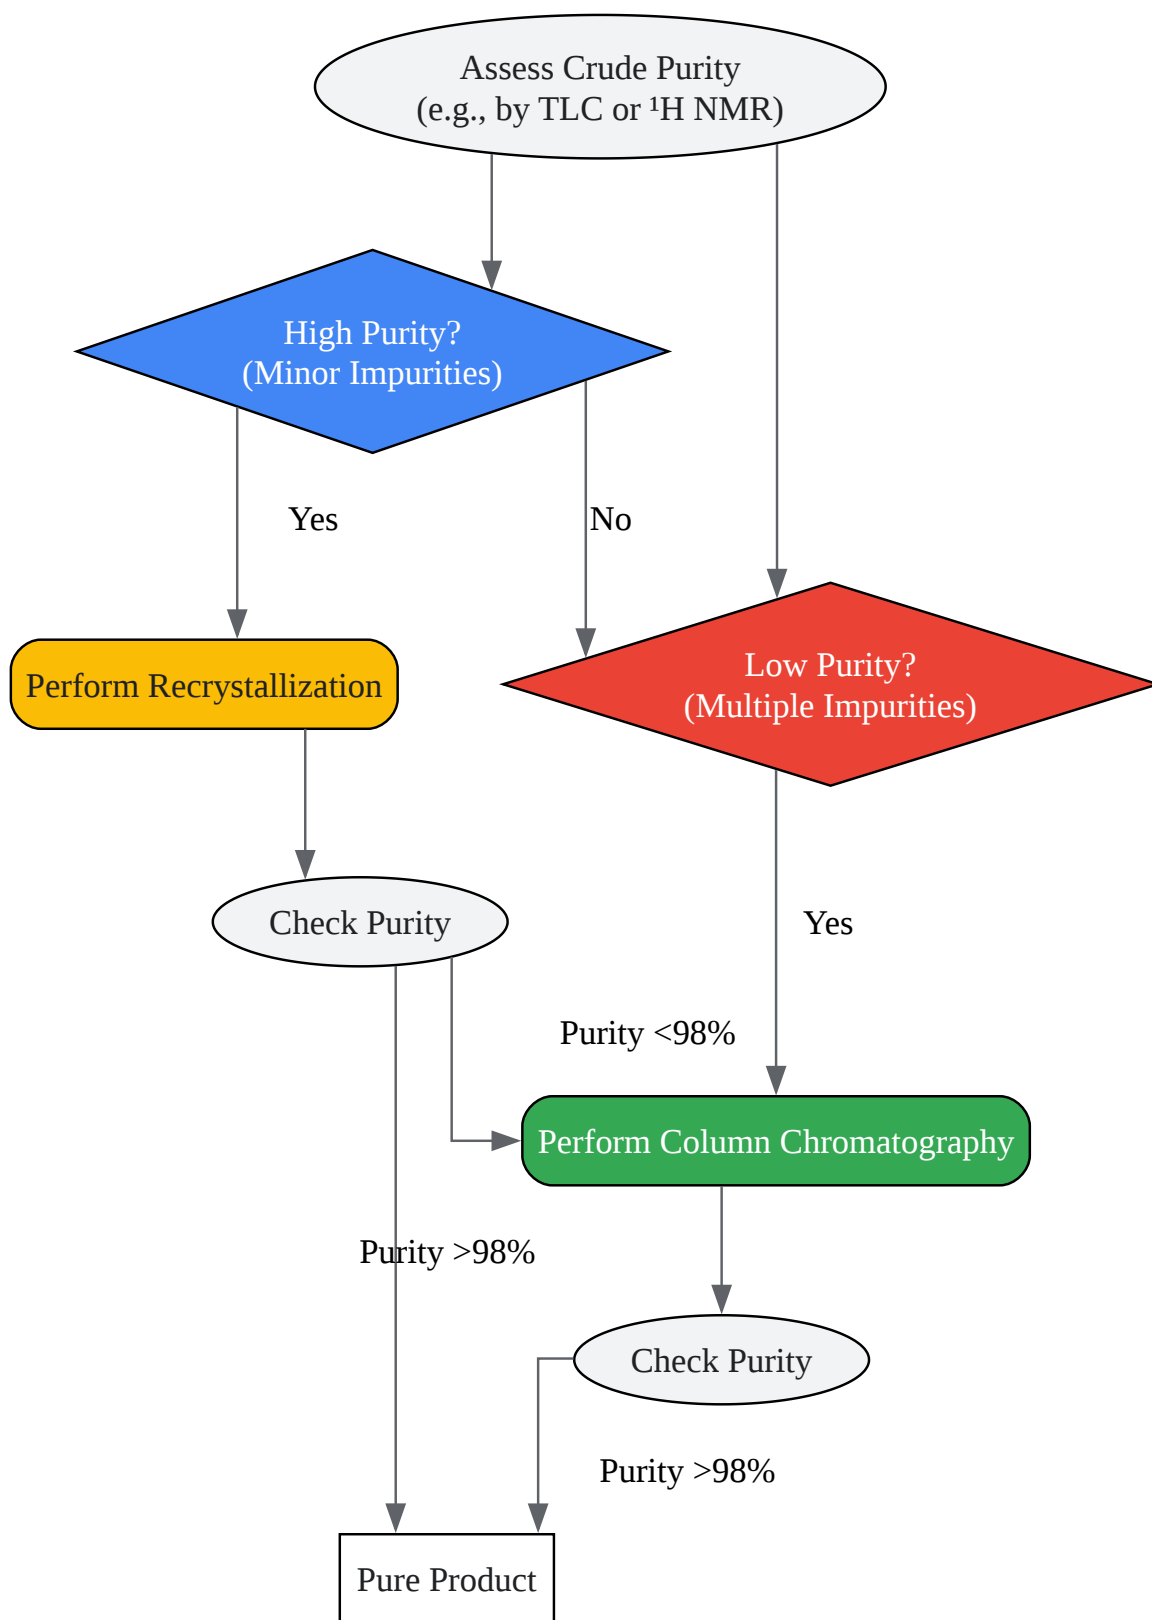 Assess Crude Purity
(e.g., by TLC or ¹H NMR)
High Purity?
(Minor Impurities)
Yes
No
Perform Recrystallization
Low Purity?
(Multiple Impurities)
Check Purity
Yes
Purity <98%
Perform Column Chromatography
Purity >98%
Check Purity
Purity >98%
Pure Product